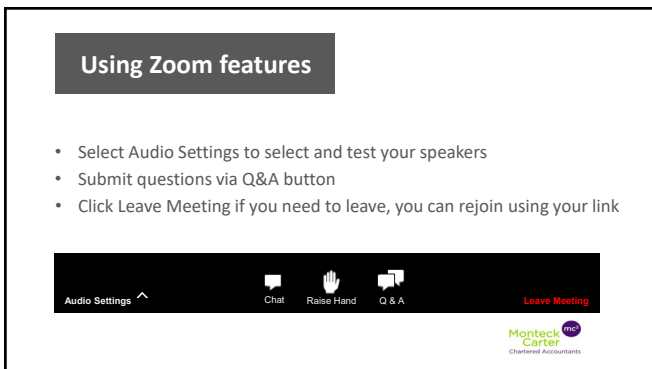 Using Zoom features
• Select Audio Settings to select and test your speakers
• Submit questions via Q&A button
• Click Leave Meeting if you need to leave, you can rejoin using your link
Audio Settings Chat Raise Hand Q & A Leave Meeting
Monteck mc²
Carter
Chartered Accountants